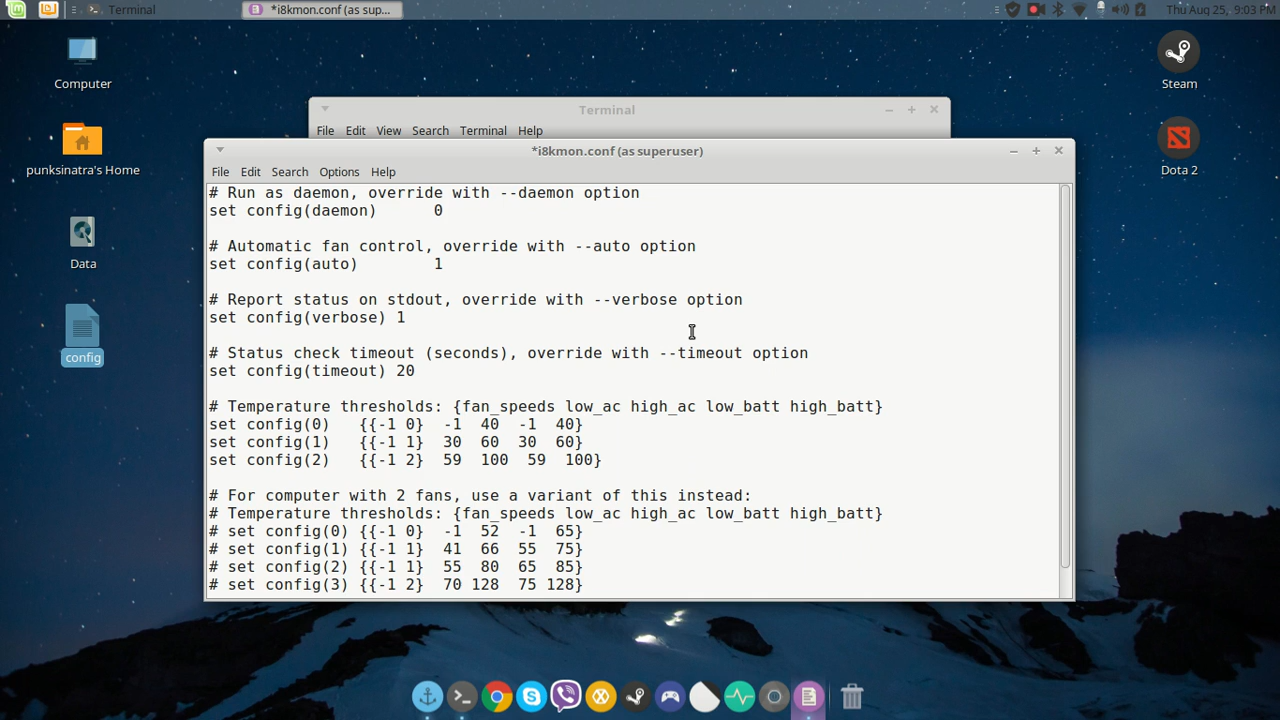 Terminal
*i8kmon.conf (as sup...
Thu Aug 25, 9:03 PM
Computer
punksinatra's Home
Data
config
Steam
Dota 2
Terminal
File Edit View Search Terminal Help
*i8kmon.conf (as superuser)
File Edit Search Options Help
# Run as daemon, override with --daemon option
set config(daemon)      0
# Automatic fan control, override with --auto option
set config(auto)        1
# Report status on stdout, override with --verbose option
set config(verbose) 1
# Status check timeout (seconds), override with --timeout option
set config(timeout) 20
# Temperature thresholds: {fan_speeds low_ac high_ac low_batt high_batt}
set config(0)   {{-1 0}  -1  40  -1  40}
set config(1)   {{-1 1}  30  60  30  60}
set config(2)   {{-1 2}  59  100  59  100}
# For computer with 2 fans, use a variant of this instead:
# Temperature thresholds: {fan_speeds low_ac high_ac low_batt high_batt}
# set config(0) {{-1 0}  -1  52  -1  65}
# set config(1) {{-1 1}  41  66  55  75}
# set config(2) {{-1 1}  55  80  65  85}
# set config(3) {{-1 2}  70 128  75 128}